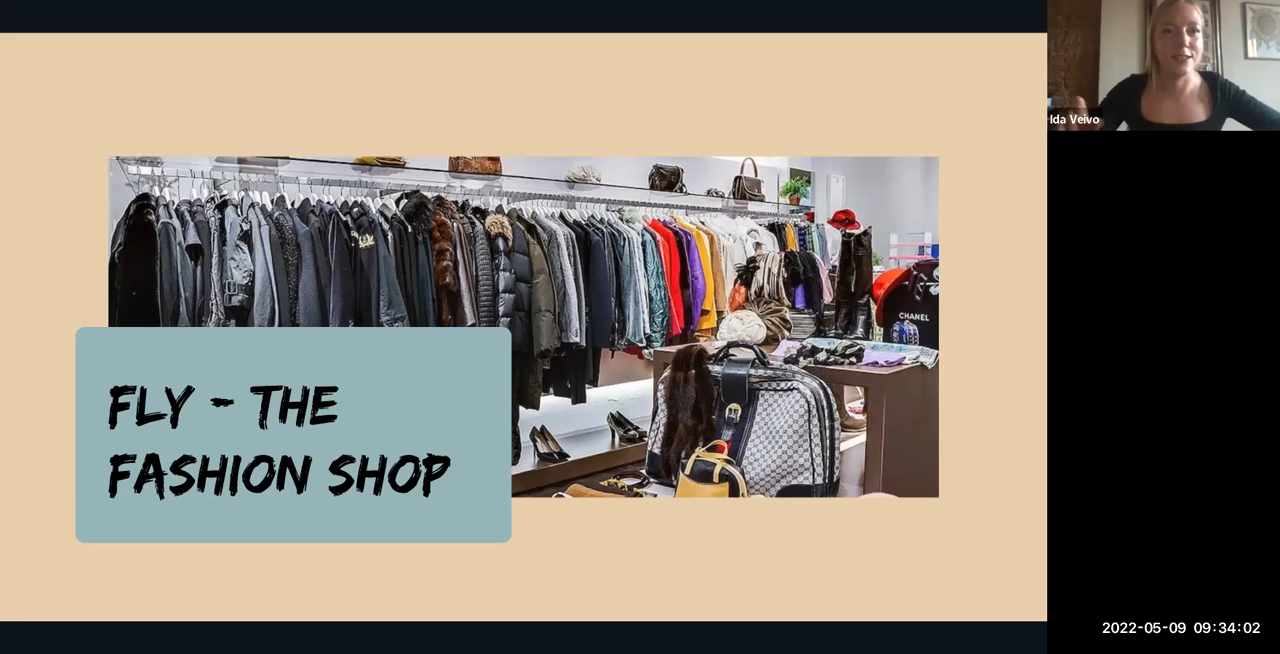 FLY - THE
FASHION SHOP
CHANEL
Ida Veivo
2022-05-09 09:34:02